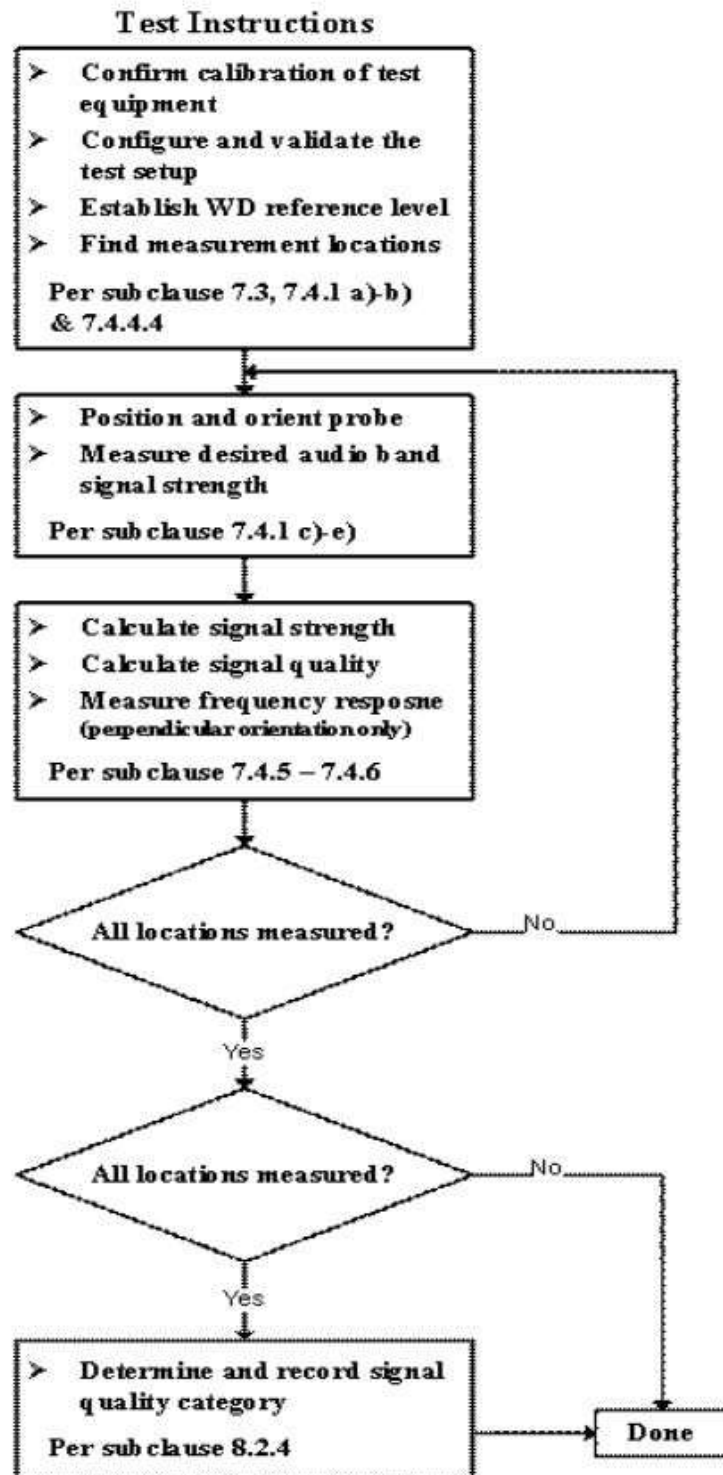 Test Instructions
➢ Confirm calibration of test
equipment
➢ Configure and validate the
test setup
➢ Establish WD reference level
➢ Find measurement locations
Per subclause 7.3, 7.4.1 a)-b)
& 7.4.4.4
➢ Position and orient probe
➢ Measure desired audio band
signal strength
Per subclause 7.4.1 c)-e)
➢ Calculate signal strength
➢ Calculate signal quality
➢ Measure frequency resposne
(perpendicular orientation only)
Per subclause 7.4.5 – 7.4.6
All locations measured?
No
Yes
All locations measured?
No
Yes
➢ Determine and record signal
quality category
Per subclause 8.2.4
Done